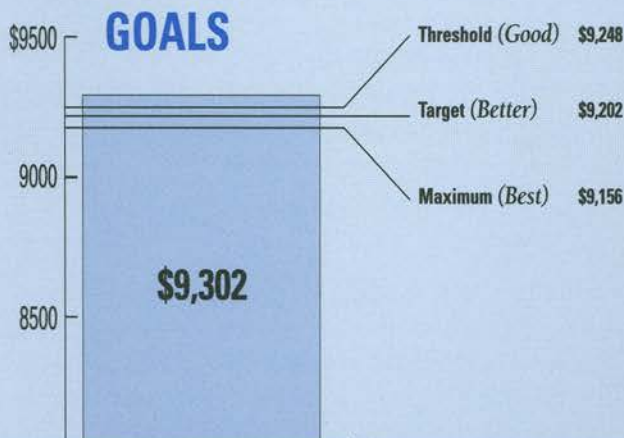 GOALS
$9500
Threshold (Good) $9,248
Target (Better) $9,202
9000
Maximum (Best) $9,156
$9,302
8500